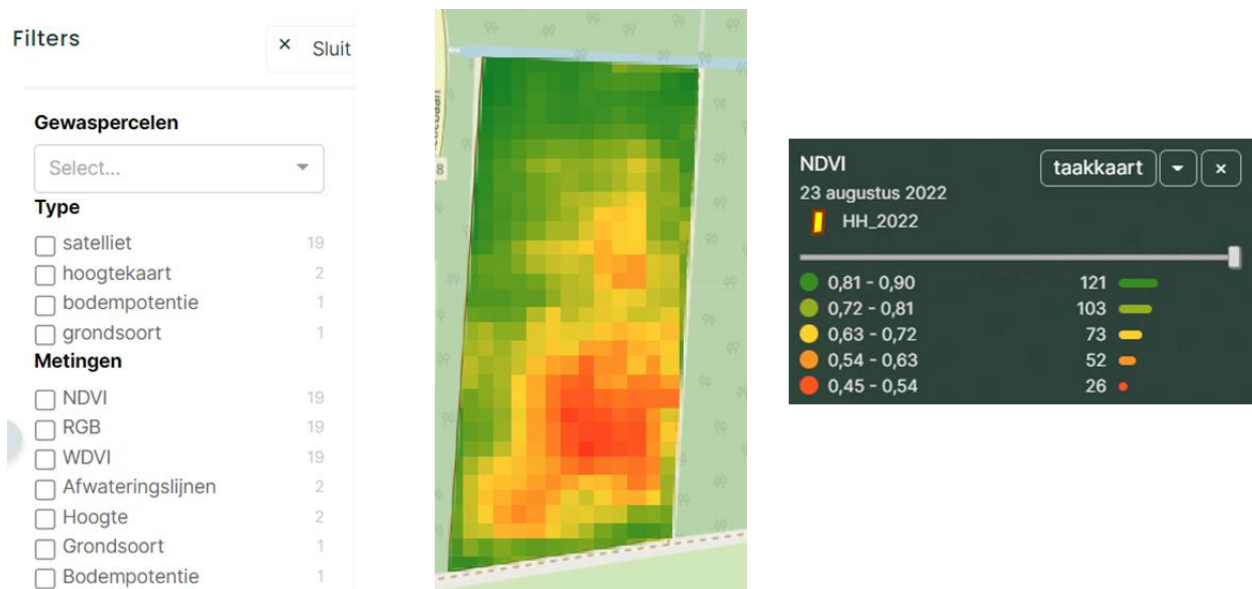 Filters
× Sluit
Gewaspercelen
Select...
Type
satelliet 19
hoogtekaart 2
bodempotentie 1
grondsoort 1
Metingen
NDVI 19
RGB 19
WDVI 19
Afwateringslijnen 2
Hoogte 2
Grondsoort 1
Bodempotentie 1
8
NDVI taakkaart ×
23 augustus 2022
HH_2022
0,81 - 0,90 121
0,72 - 0,81 103
0,63 - 0,72 73
0,54 - 0,63 52
0,45 - 0,54 26